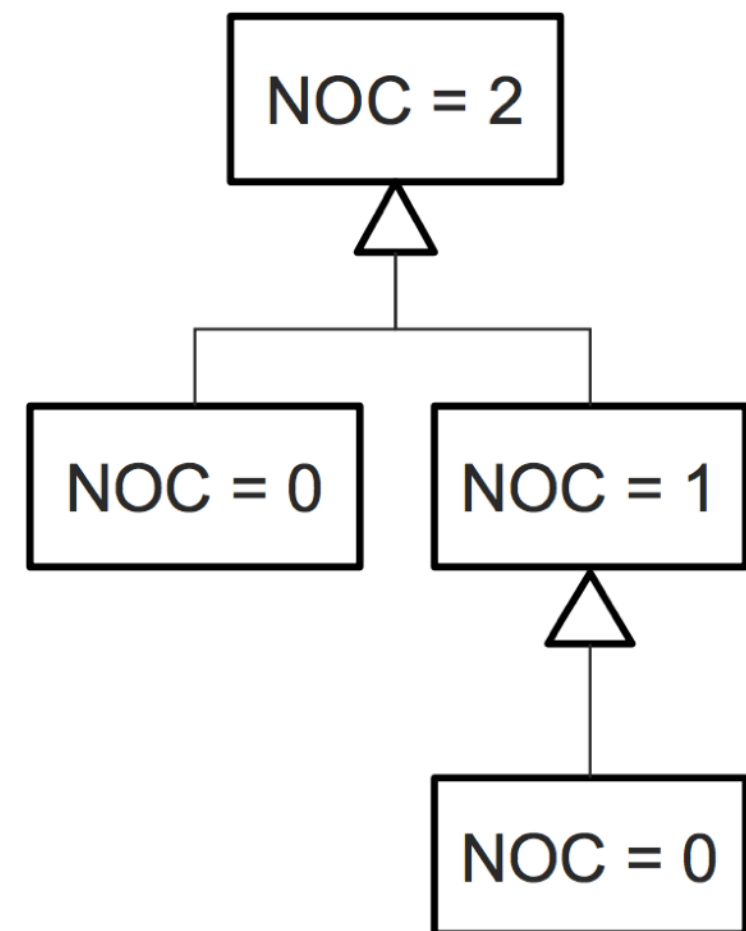 NOC = 2
NOC = 0
NOC = 1
NOC = 0